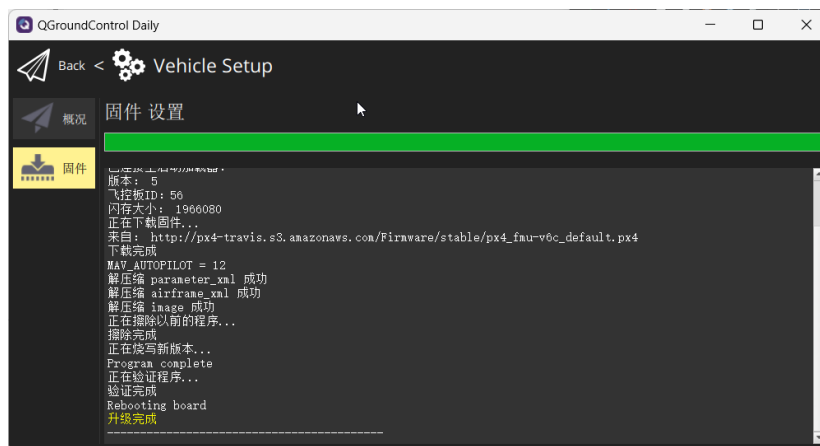 QGroundControl Daily
Back < Vehicle Setup
概况
固件
固件 设置
版本： 5
飞控板ID: 56
闪存大小： 1966080
正在下载固件...
来自： http://px4-travis.s3.amazonaws.com/Firmware/stable/px4_fmu-v6c_default.px4
下载完成
MAV_AUTOPILOT = 12
解压缩 parameter_xml 成功
解压缩 airframe_xml 成功
解压缩 image 成功
正在擦除以前的程序...
擦除完成
正在烧写新版本...
Program complete
正在验证程序...
验证完成
Rebooting board
升级完成
------------------------------------------